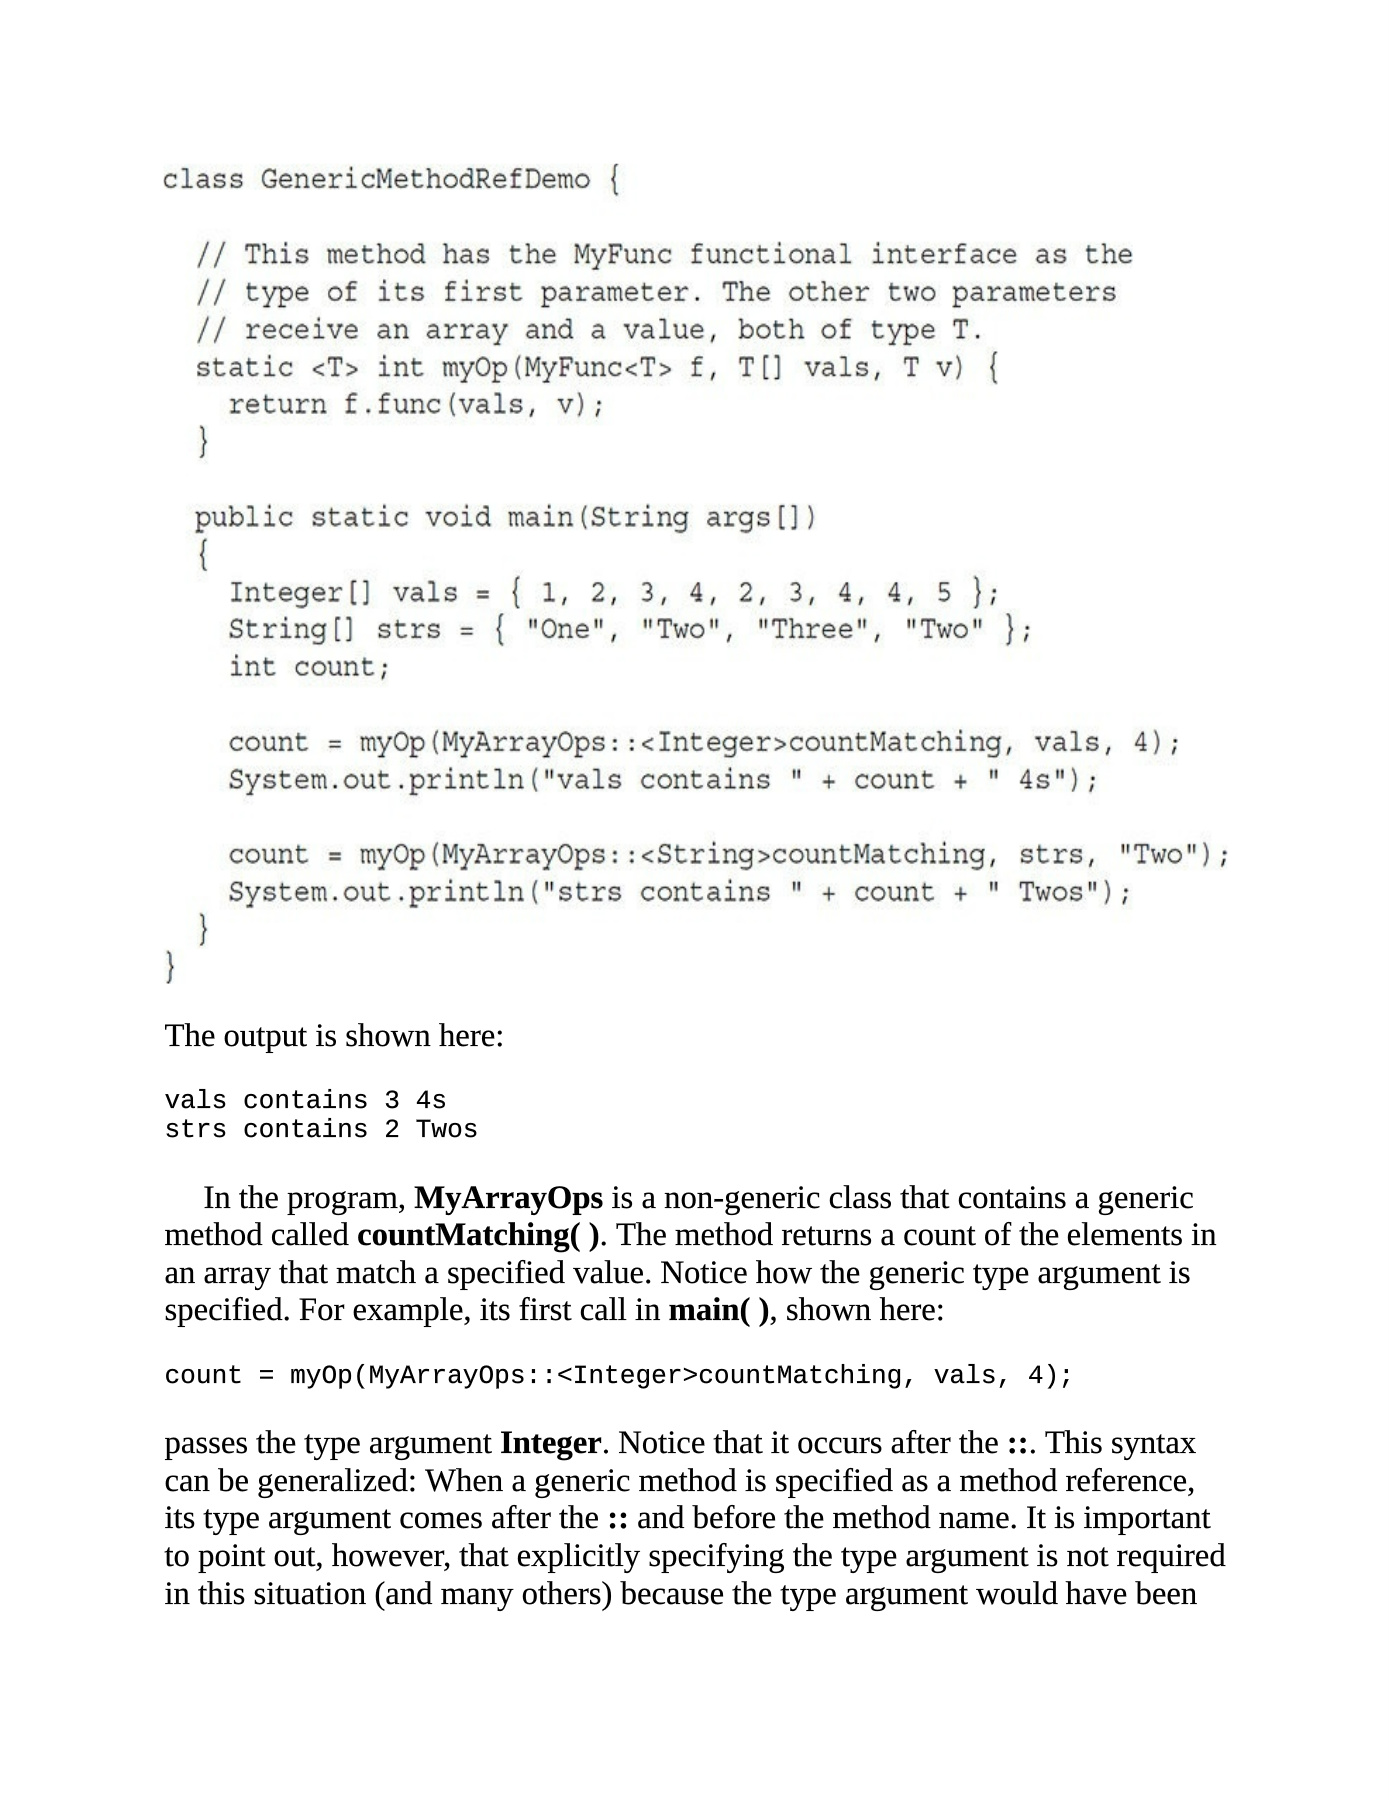 class GenericMethodRefDemo {
// This method has the MyFunc functional interface as the
// type of its first parameter. The other two parameters
// receive an array and a value, both of type T.
static <T> int myOp(MyFunc<T> f, T[] vals, T v) {
return f.func(vals, v);
}
public static void main(String args[])
{
Integer[] vals = { 1, 2, 3, 4, 2, 3, 4, 4, 5 };
String[] strs = { "One", "Two", "Three", "Two" };
int count;
count = myOp(MyArrayOps::<Integer>countMatching, vals, 4);
System.out.println("vals contains " + count + " 4s");
count = myOp(MyArrayOps::<String>countMatching, strs, "Two");
System.out.println("strs contains " + count + " Twos");
}
}
The output is shown here:
vals contains 3 4s
strs contains 2 Twos
In the program, MyArrayOps is a non-generic class that contains a generic
method called countMatching( ). The method returns a count of the elements in
an array that match a specified value. Notice how the generic type argument is
specified. For example, its first call in main( ), shown here:
count = myOp(MyArrayOps::<Integer>countMatching, vals, 4);
passes the type argument Integer. Notice that it occurs after the ::. This syntax
can be generalized: When a generic method is specified as a method reference,
its type argument comes after the :: and before the method name. It is important
to point out, however, that explicitly specifying the type argument is not required
in this situation (and many others) because the type argument would have been